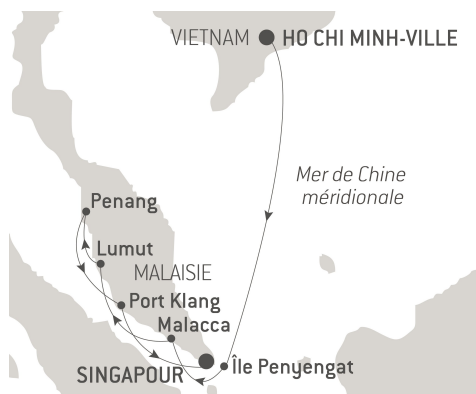 VIETNAM HO CHI MINH-VILLE
Mer de Chine
méridionale
Penang
Lumut
MALAISIE
Port Klang
Malacca
SINGAPOUR
Île Penyengat